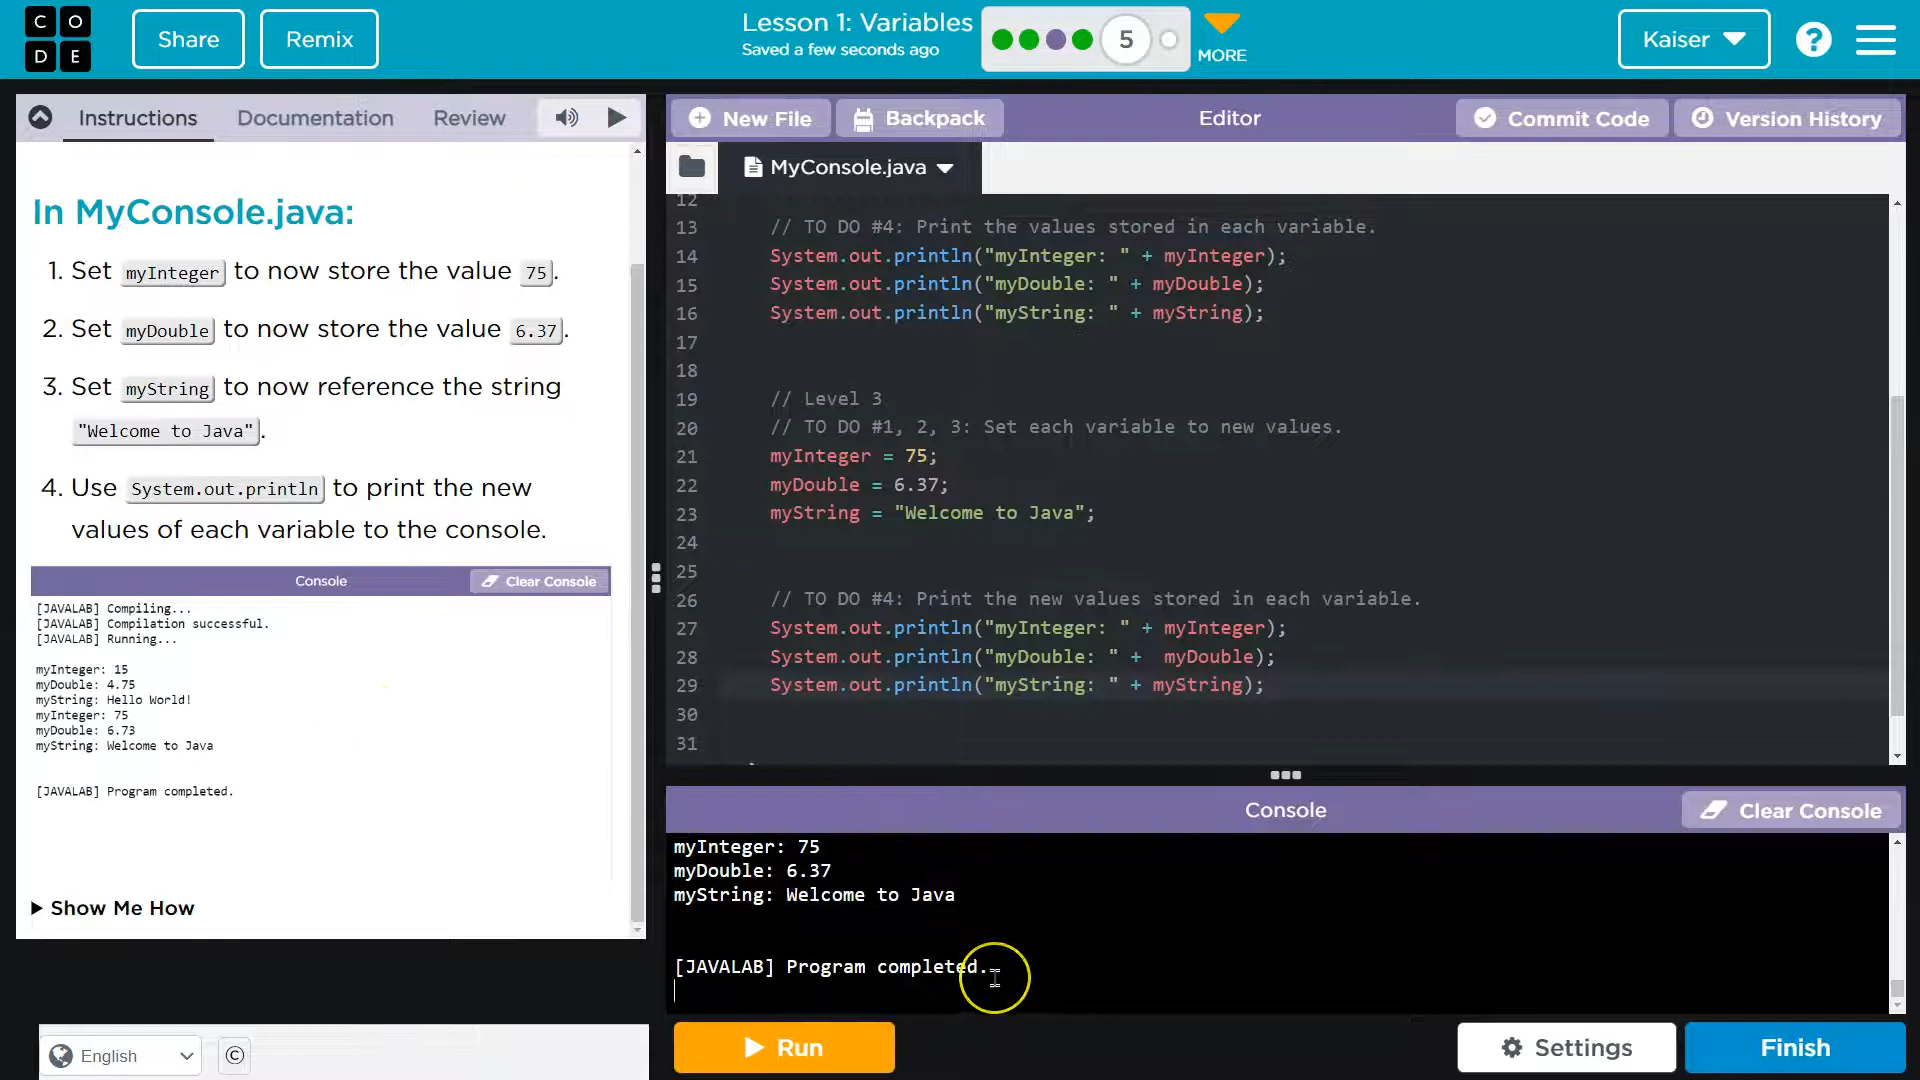 C O
D E
Share
Remix
Lesson 1: Variables
Saved a few seconds ago
5
MORE
Kaiser
?
Instructions
Documentation
Review
In MyConsole.java:
1. Set myInteger to now store the value 75.
2. Set myDouble to now store the value 6.37.
3. Set myString to now reference the string
"Welcome to Java".
4. Use System.out.println to print the new
values of each variable to the console.
Console
Clear Console
[JAVALAB] Compiling...
[JAVALAB] Compilation successful.
[JAVALAB] Running...
myInteger: 15
myDouble: 4.75
myString: Hello World!
myInteger: 75
myDouble: 6.73
myString: Welcome to Java
[JAVALAB] Program completed.
Show Me How
English
©
New File
Backpack
Editor
Commit Code
Version History
MyConsole.java
12
13 // TO DO #4: Print the values stored in each variable.
14 System.out.println("myInteger: " + myInteger);
15 System.out.println("myDouble: " + myDouble);
16 System.out.println("myString: " + myString);
17
18
19 // Level 3
20 // TO DO #1, 2, 3: Set each variable to new values.
21 myInteger = 75;
22 myDouble = 6.37;
23 myString = "Welcome to Java";
24
25
26 // TO DO #4: Print the new values stored in each variable.
27 System.out.println("myInteger: " + myInteger);
28 System.out.println("myDouble: " +  myDouble);
29 System.out.println("myString: " + myString);
30
31
Console
Clear Console
myInteger: 75
myDouble: 6.37
myString: Welcome to Java
[JAVALAB] Program completed.
Run
Settings
Finish